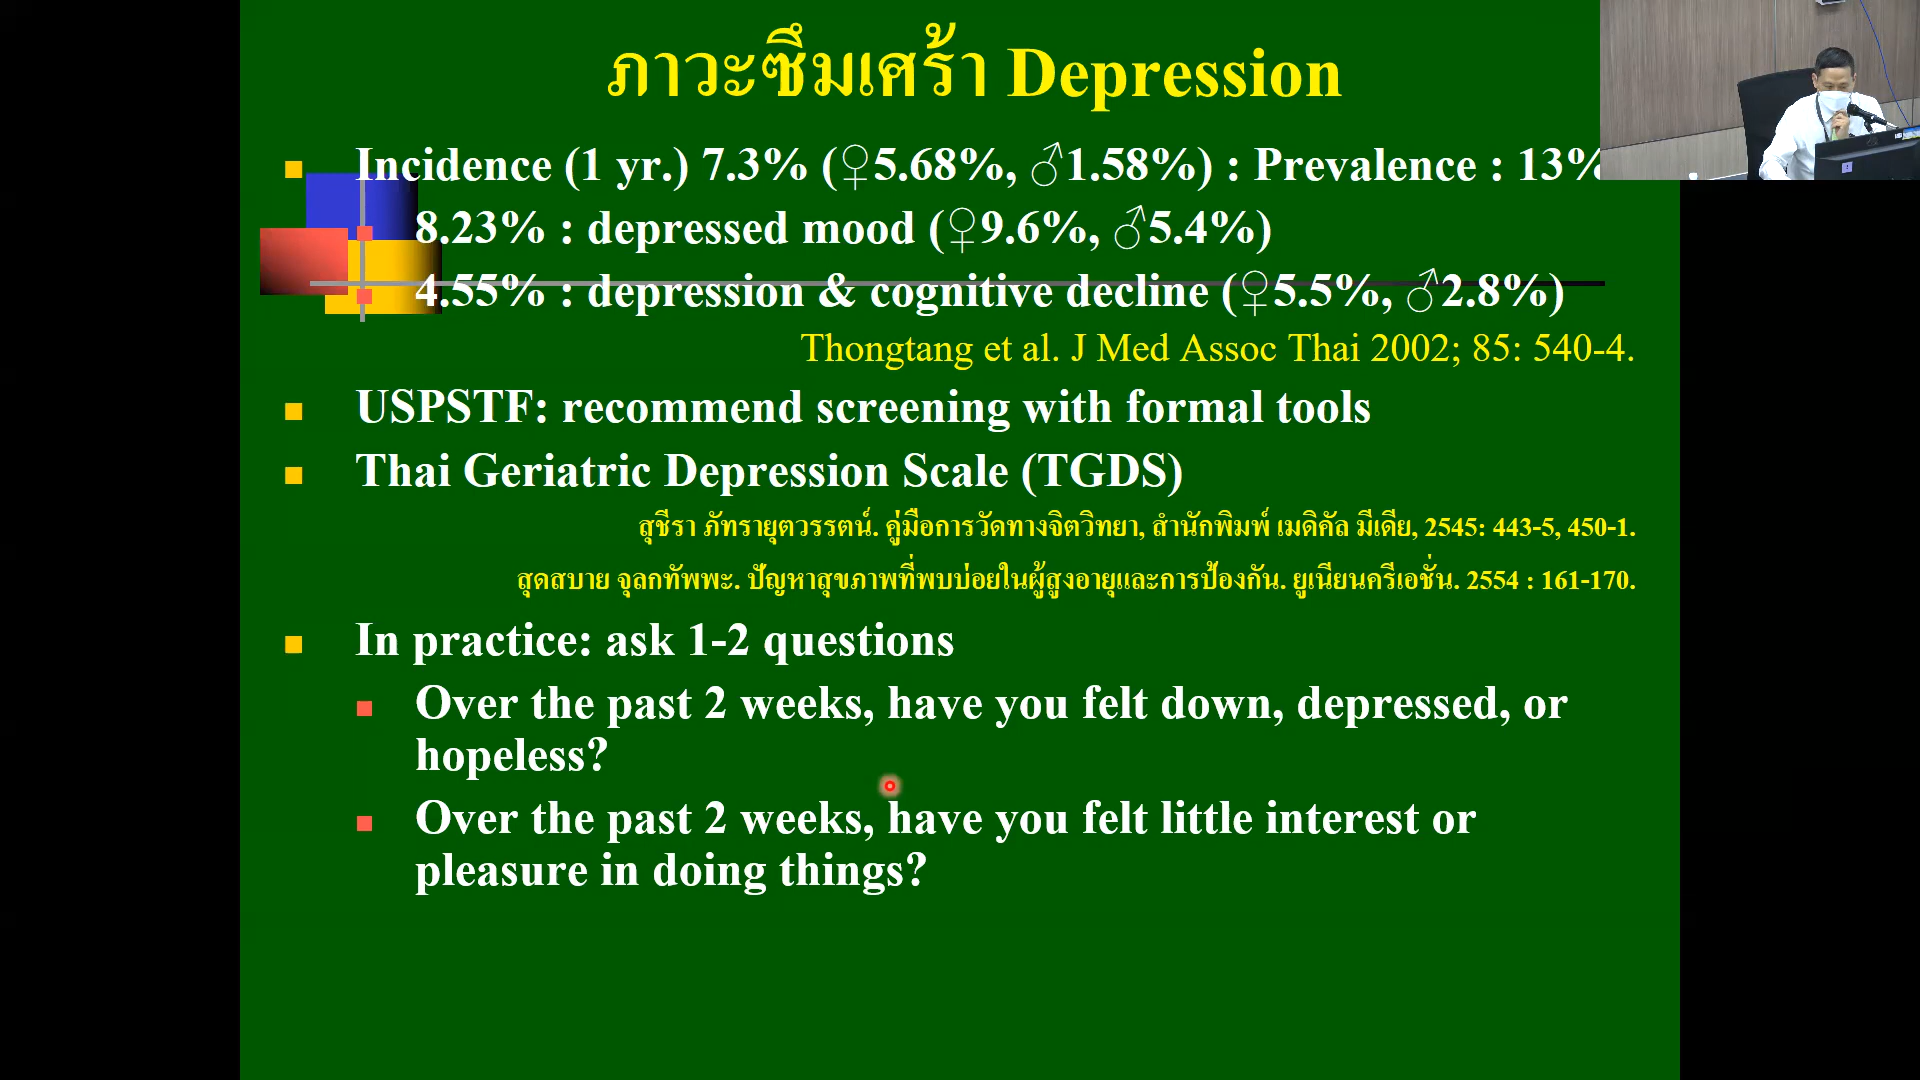 ภาวะซึมเศร้า Depression
Incidence (1 yr.) 7.3% (♀5.68%, ♂1.58%) : Prevalence : 13%
8.23% : depressed mood (♀9.6%, ♂5.4%)
4.55% : depression & cognitive decline (♀5.5%, ♂2.8%)
Thongtang et al. J Med Assoc Thai 2002; 85: 540-4.
USPSTF: recommend screening with formal tools
Thai Geriatric Depression Scale (TGDS)
สุชีรา ภัทรายุตวรรตน์. คู่มือการวัดทางจิตวิทยา, สำนักพิมพ์ เมดิคัล มีเดีย, 2545: 443-5, 450-1.
สุดสบาย จุลกทัพพะ. ปัญหาสุขภาพที่พบบ่อยในผู้สูงอายุและการป้องกัน. ยูเนียนครีเอชั่น. 2554 : 161-170.
In practice: ask 1-2 questions
Over the past 2 weeks, have you felt down, depressed, or
hopeless?
Over the past 2 weeks, have you felt little interest or
pleasure in doing things?